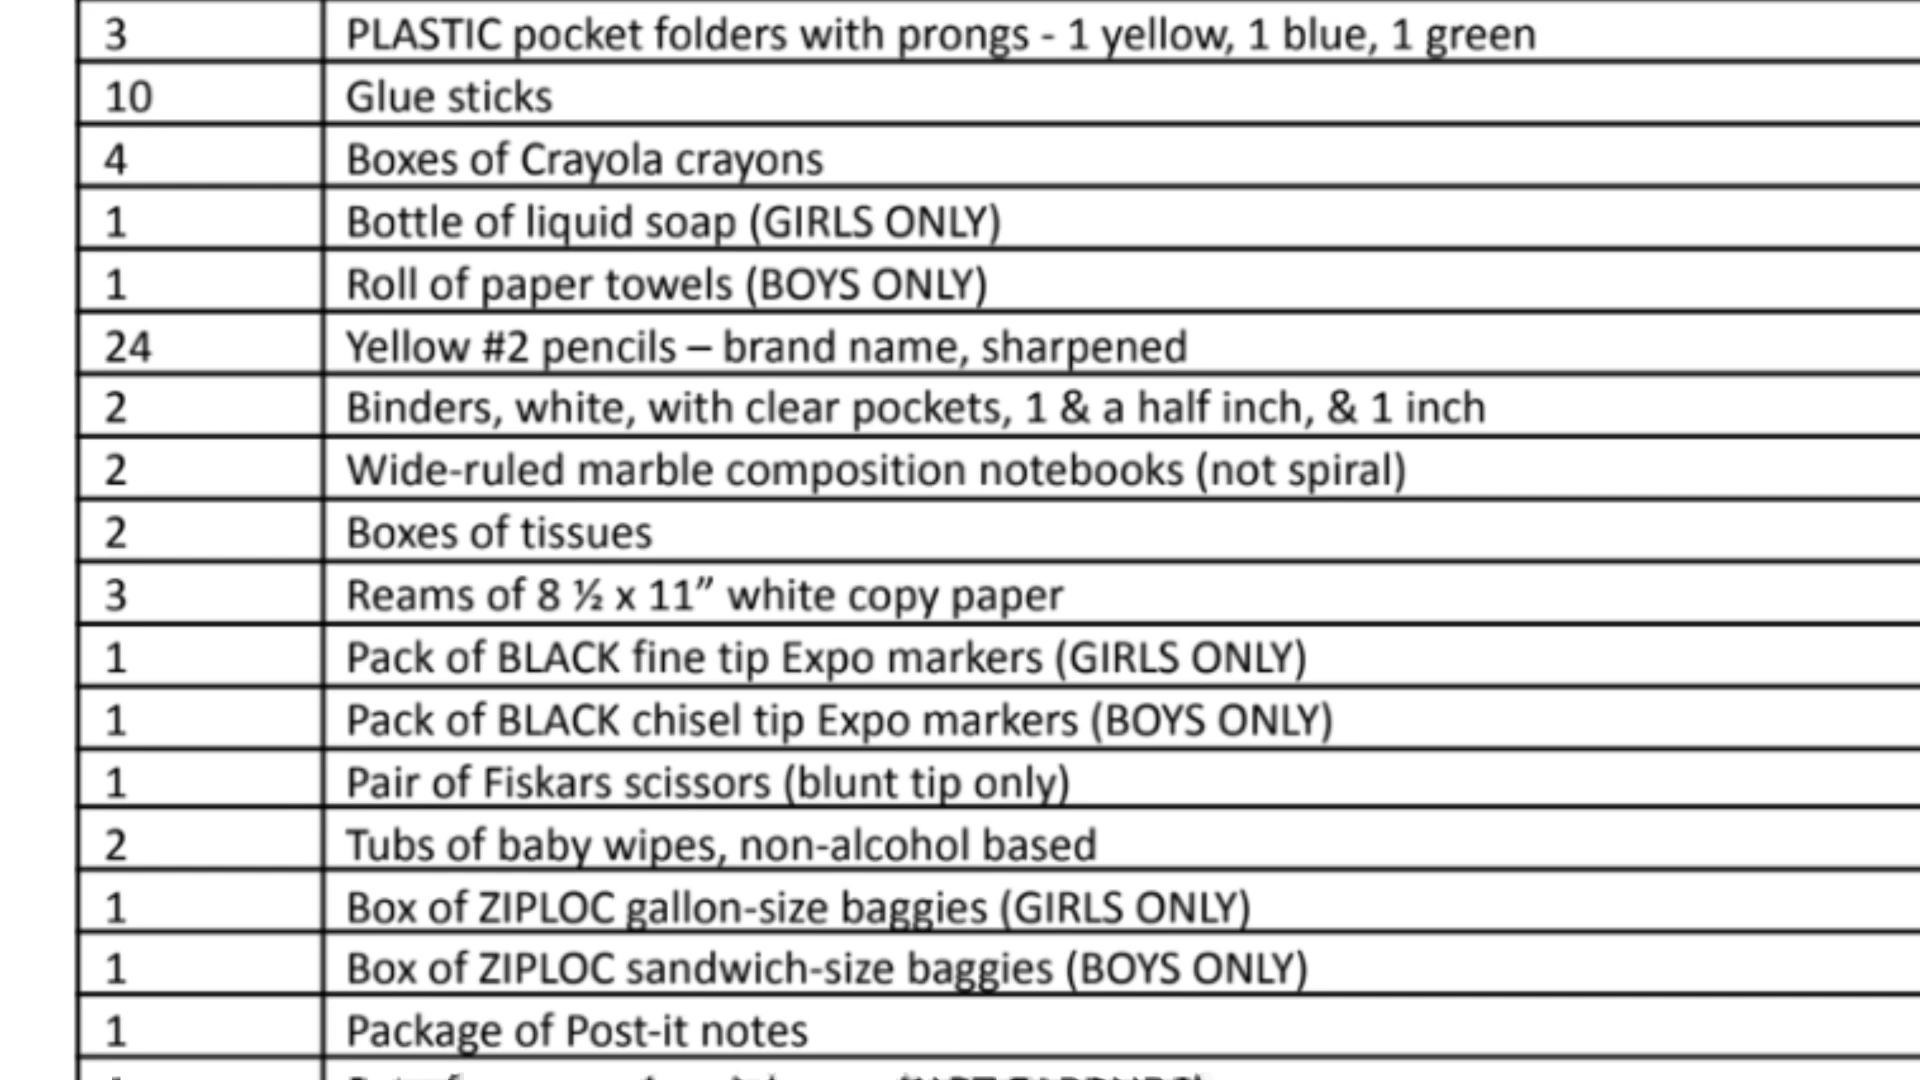 3 PLASTIC pocket folders with prongs - 1 yellow, 1 blue, 1 green
10 Glue sticks
4 Boxes of Crayola crayons
1 Bottle of liquid soap (GIRLS ONLY)
1 Roll of paper towels (BOYS ONLY)
24 Yellow #2 pencils – brand name, sharpened
2 Binders, white, with clear pockets, 1 & a half inch, & 1 inch
2 Wide-ruled marble composition notebooks (not spiral)
2 Boxes of tissues
3 Reams of 8 ½ x 11” white copy paper
1 Pack of BLACK fine tip Expo markers (GIRLS ONLY)
1 Pack of BLACK chisel tip Expo markers (BOYS ONLY)
1 Pair of Fiskars scissors (blunt tip only)
2 Tubs of baby wipes, non-alcohol based
1 Box of ZIPLOC gallon-size baggies (GIRLS ONLY)
1 Box of ZIPLOC sandwich-size baggies (BOYS ONLY)
1 Package of Post-it notes